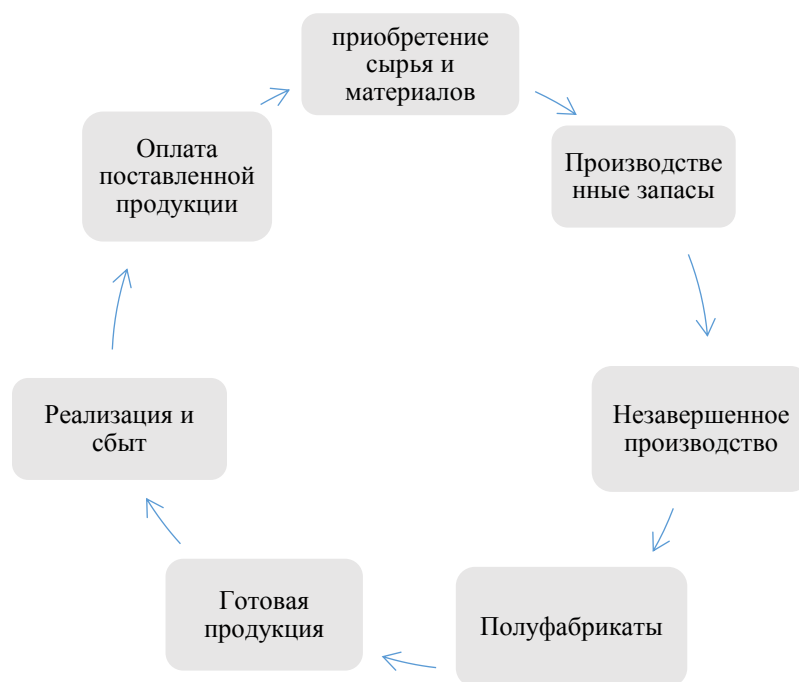 приобретение
сырья и
материалов
Производстве
нные запасы
Незавершенное
производство
Полуфабрикаты
Готовая
продукция
Реализация и
сбыт
Оплата
поставленной
продукции